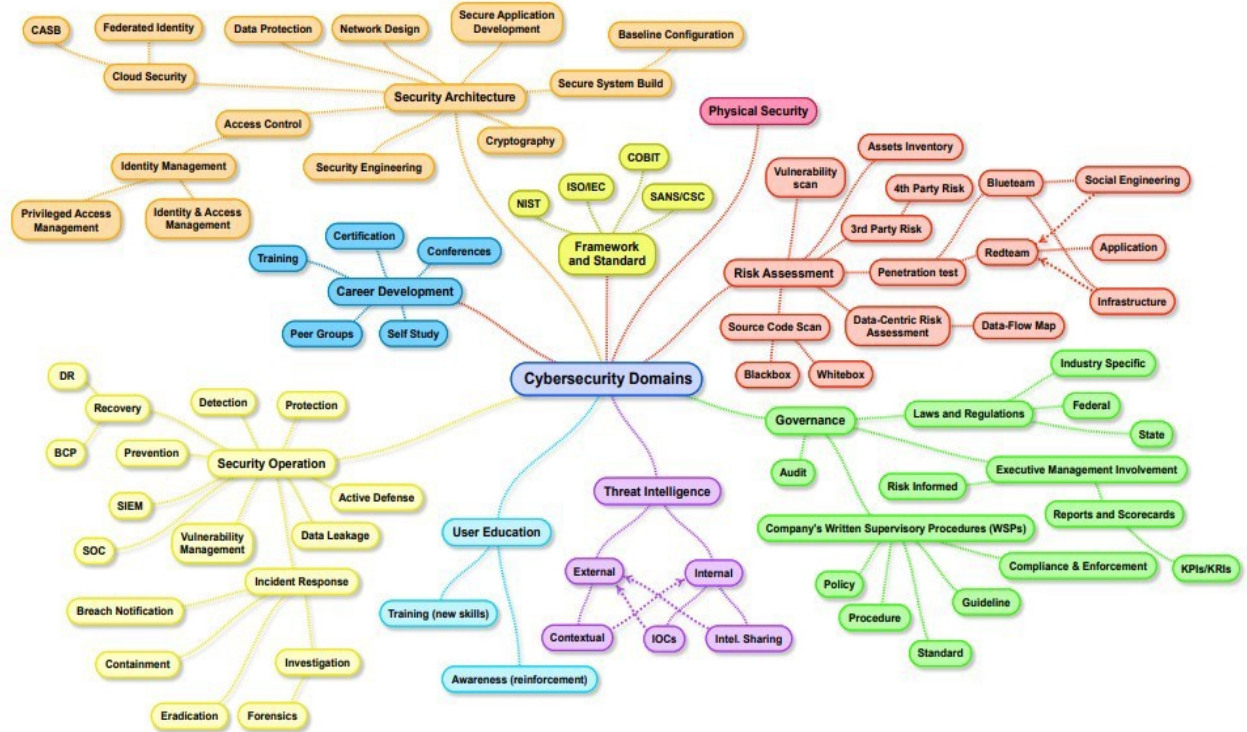 CASB
Federated Identity
Data Protection
Network Design
Secure Application
Development
Baseline Configuration
Cloud Security
Secure System Build
Security Architecture
Access Control
Cryptography
Identity Management
Security Engineering
Privileged Access
Management
Identity & Access
Management
Physical Security
COBIT
ISO/IEC
NIST
SANS/CSC
Framework
and Standard
Certification
Training
Conferences
Career Development
Peer Groups
Self Study
Assets Inventory
Vulnerability
scan
4th Party Risk
Blueteam
Social Engineering
3rd Party Risk
Redteam
Application
Risk Assessment
Penetration test
Infrastructure
Source Code Scan
Data-Centric Risk
Assessment
Data-Flow Map
Blackbox
Whitebox
Cybersecurity Domains
Industry Specific
Governance
Laws and Regulations
Federal
State
Audit
Executive Management Involvement
Risk Informed
Reports and Scorecards
Company's Written Supervisory Procedures (WSPs)
Compliance & Enforcement
KPIs/KRIs
Policy
Procedure
Guideline
Standard
DR
Recovery
Detection
Protection
BCP
Prevention
Security Operation
SIEM
Active Defense
SOC
Vulnerability
Management
Data Leakage
Incident Response
Breach Notification
Containment
Investigation
Eradication
Forensics
User Education
Training (new skills)
Awareness (reinforcement)
Threat Intelligence
External
Internal
Contextual
IOCs
Intel. Sharing